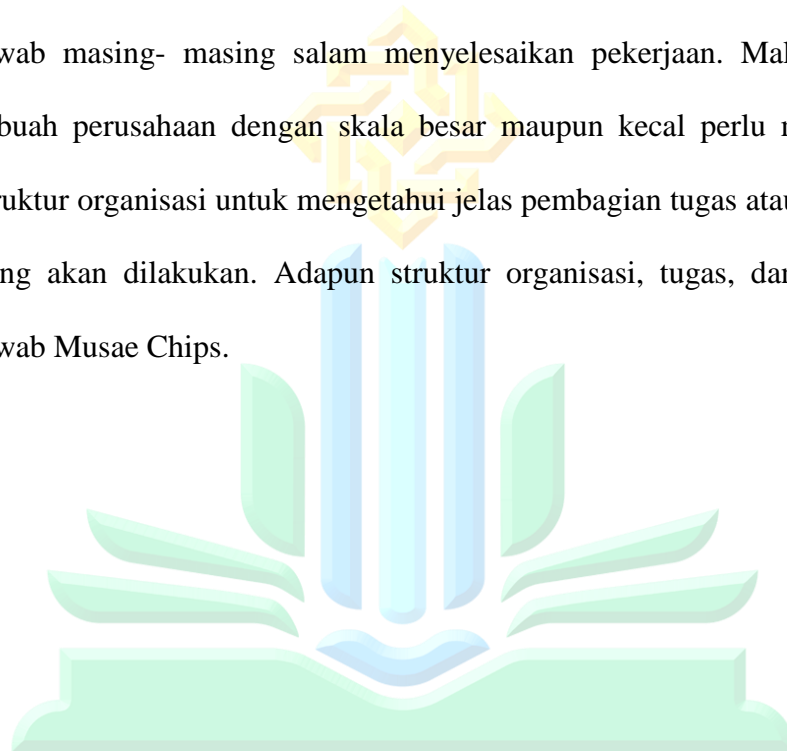 wab masing- masing salam menyelesaikan pekerjaan. Mal
buah perusahaan dengan skala besar maupun kecal perlu
ruktur organisasi untuk mengetahui jelas pembagian tugas atau
ng akan dilakukan. Adapun struktur organisasi, tugas, dan
wab Musae Chips.